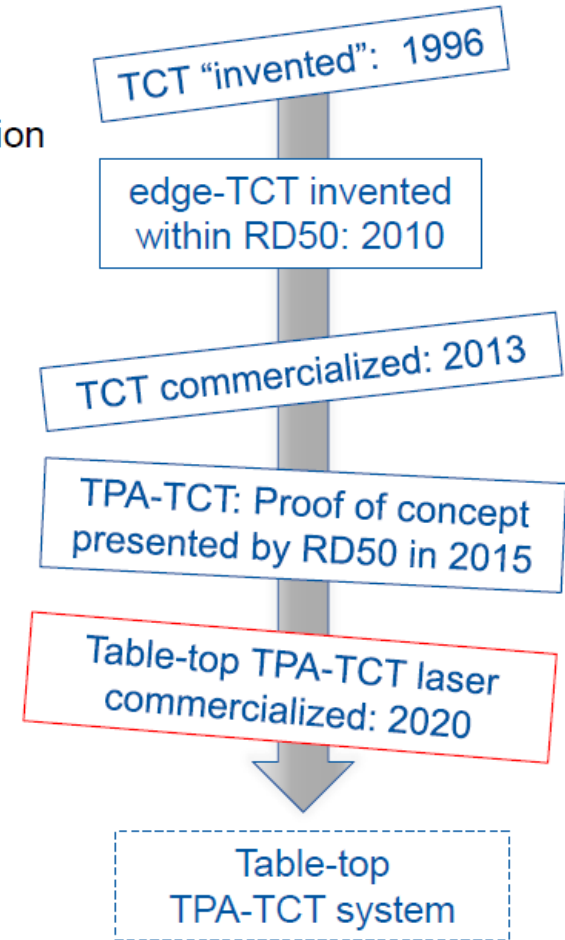 TCT “invented”: 1996
ion
edge-TCT invented
within RD50: 2010
TCT commercialized: 2013
TPA-TCT: Proof of concept
presented by RD50 in 2015
Table-top TPA-TCT laser
commercialized: 2020
Table-top
TPA-TCT system